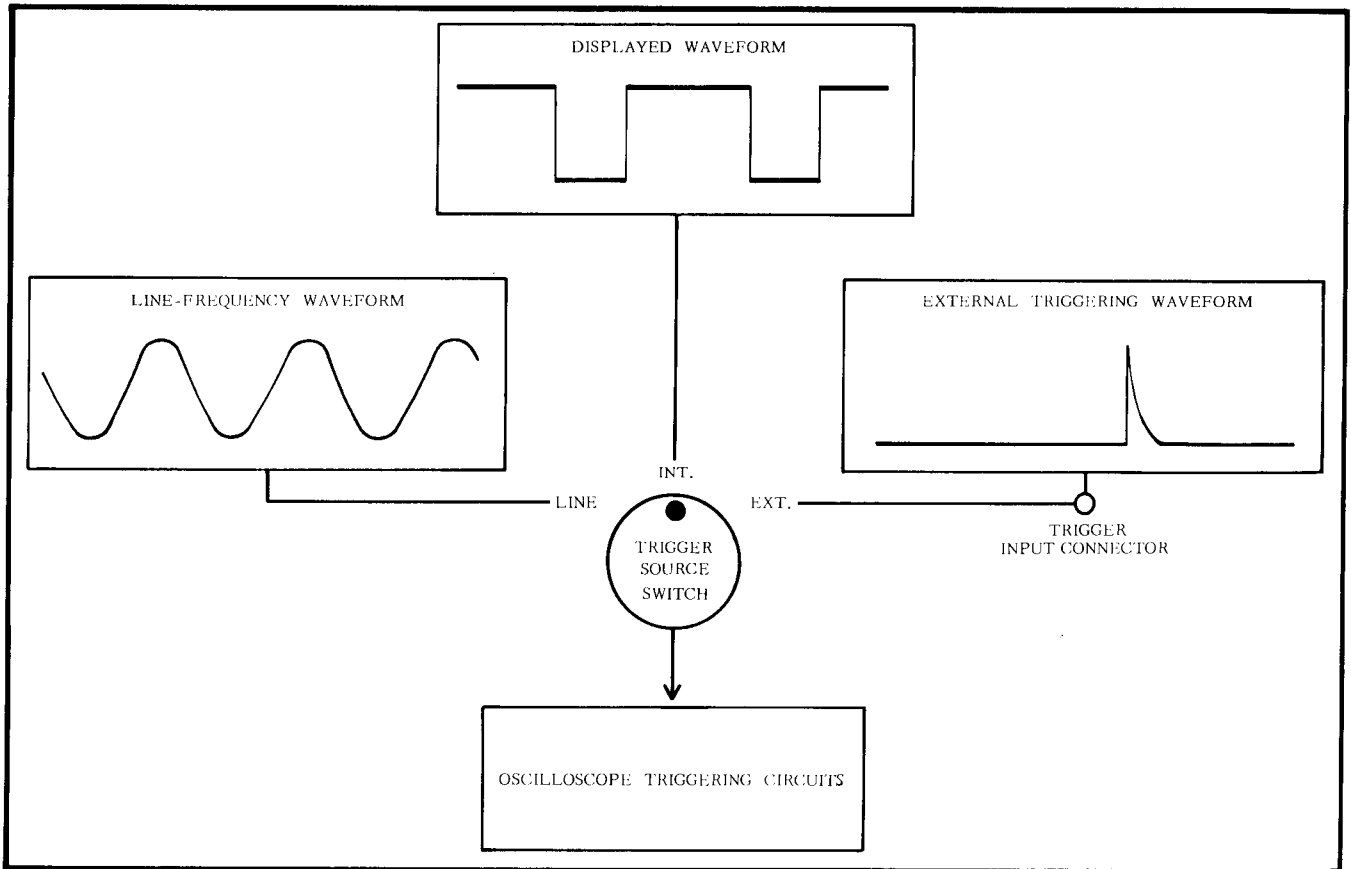 DISPLAYED WAVEFORM
LINE-FREQUENCY WAVEFORM
EXTERNAL TRIGGERING WAVEFORM
INT.
LINE
EXT.
TRIGGER
INPUT CONNECTOR
TRIGGER
SOURCE
SWITCH
OSCILLOSCOPE TRIGGERING CIRCUITS